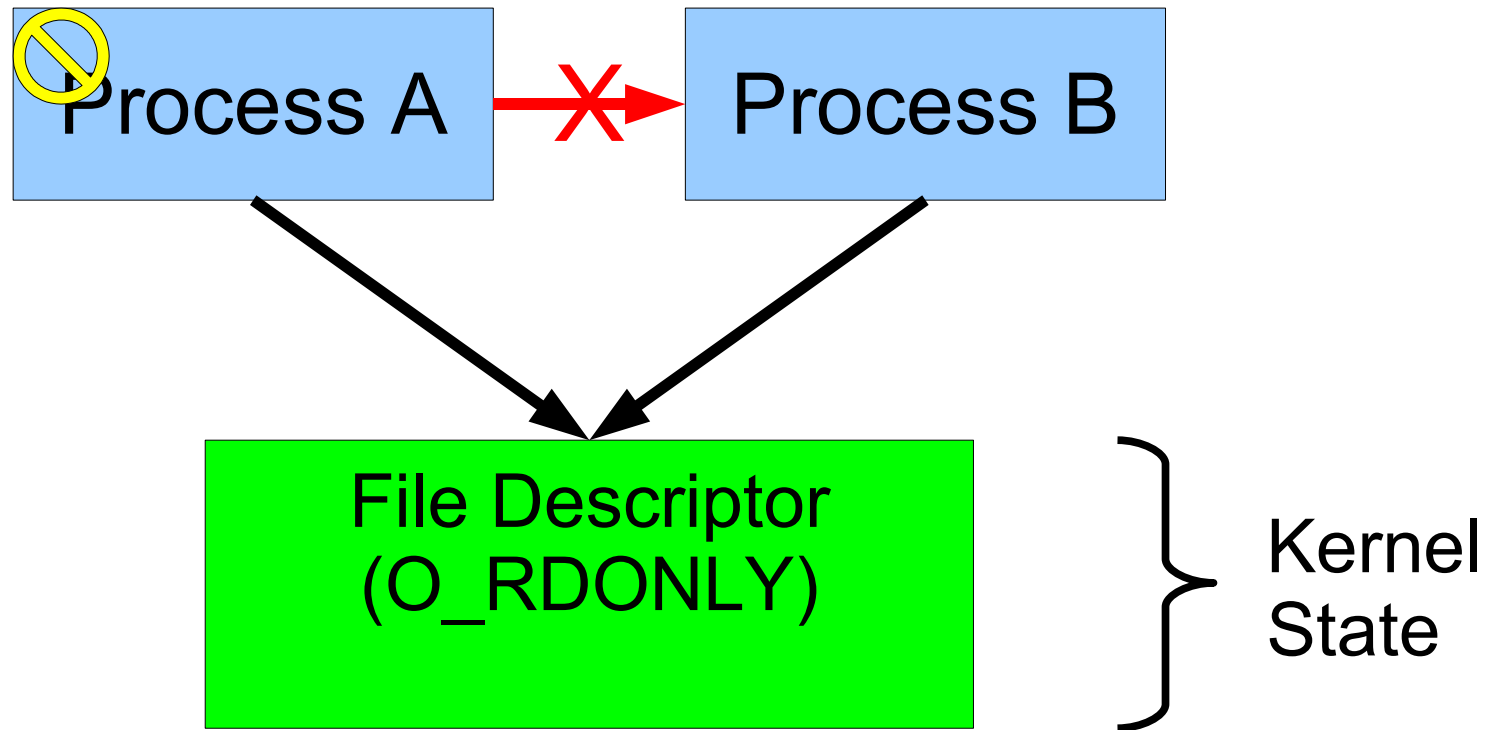 Process A
X
Process B
File Descriptor
(O_RDONLY)
Kernel
State